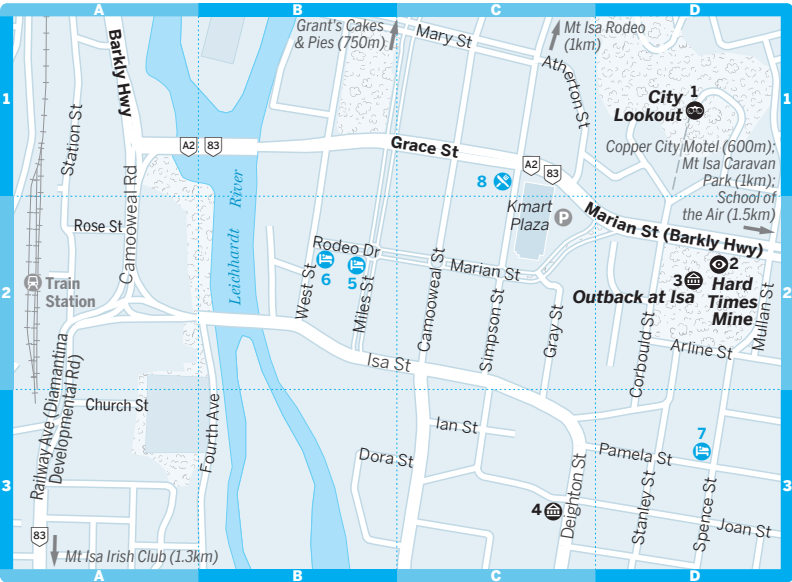 A
B
C
D
Grant's Cakes
& Pies (750m)
Mary St
Mt Isa Rodeo
(1km)
Atherton St
Barkly Hwy
Station St
1
1
City
Lookout
1
1
Grace St
A2
83
A2
83
Copper City Motel (600m);
Mt Isa Caravan
Park (1km);
School of
the Air (1.5km)
8
Kmart
Plaza
P
Marian St (Barkly Hwy)
Camooweal Rd
Leichhardt River
Rose St
Rodeo Dr
6
5
Marian St
West St
Miles St
Camooweal St
Simpson St
Gray St
2
Train
Station
3
2
Outback at Isa
Hard
Times
Mine
2
Mullan St
Corbould St
Arline St
Isa St
Railway Ave (Diamantina
Developmental Rd)
Church St
Fourth Ave
Ian St
Dora St
Pamela St
7
3
3
4
Deighton St
Stanley St
Spence St
Joan St
83
Mt Isa Irish Club (1.3km)
A
B
C
D